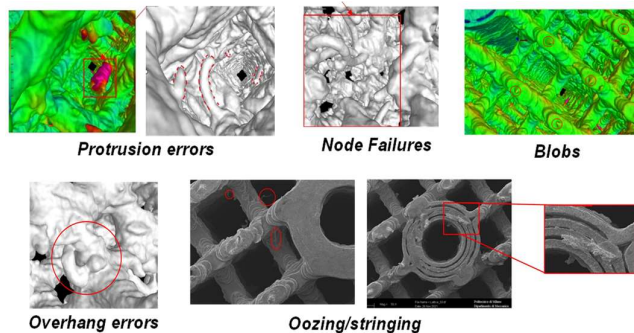 Protrusion errors
Node Failures
Blobs
Overhang errors
Oozing/stringing